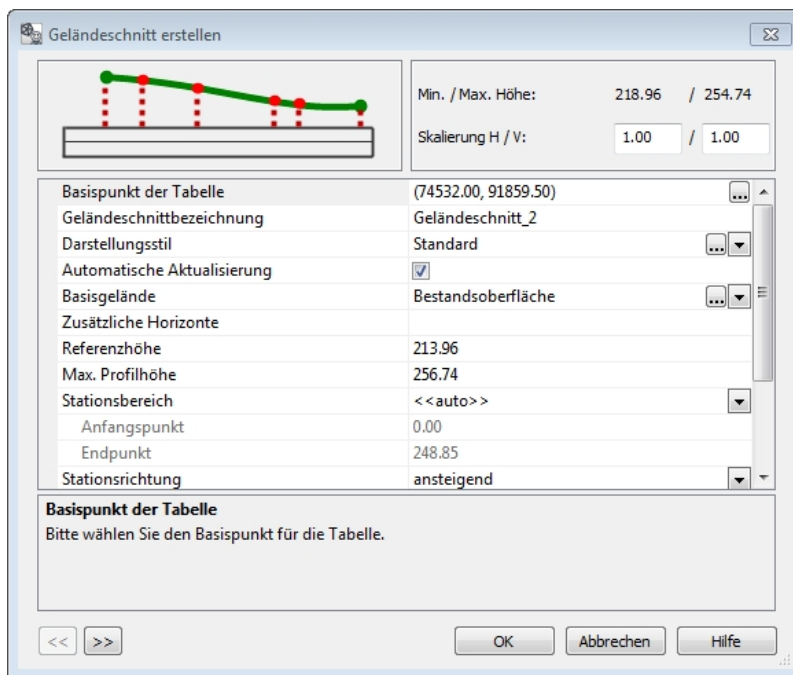 Geländeschnitt erstellen
Min. / Max. Höhe: 218.96 / 254.74
Skalierung H / V: 1.00 / 1.00
Basispunkt der Tabelle (74532.00, 91859.50) ...
Geländeschnittbezeichnung Geländeschnitt_2
Darstellungsstil Standard ...
Automatische Aktualisierung
Basisgelände Bestandsoberfläche ...
Zusätzliche Horizonte
Referenzhöhe 213.96
Max. Profilhöhe 256.74
Stationsbereich <<auto>>
Anfangspunkt 0.00
Endpunkt 248.85
Stationsrichtung ansteigend
Basispunkt der Tabelle
Bitte wählen Sie den Basispunkt für die Tabelle.
<< >> OK Abbrechen Hilfe